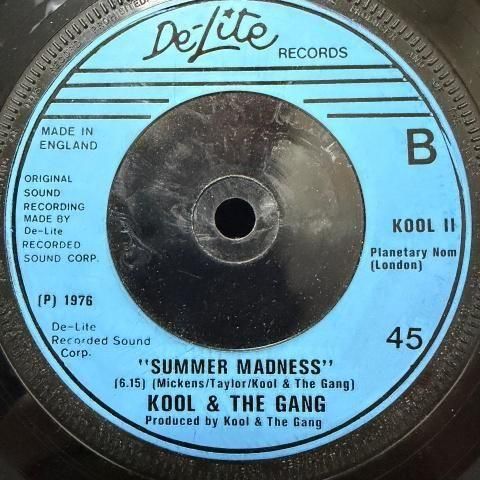 De-Lite RECORDS
MADE IN
ENGLAND
B
ORIGINAL
SOUND
RECORDING
MADE BY
De-Lite
RECORDED
SOUND CORP.
KOOL II
Planetary Nom
(London)
(P) 1976
De-Lite
Recorded Sound
Corp.
45
"SUMMER MADNESS"
(6.15) (Mickens/Taylor/Kool & The Gang)
KOOL & THE GANG
Produced by Kool & The Gang